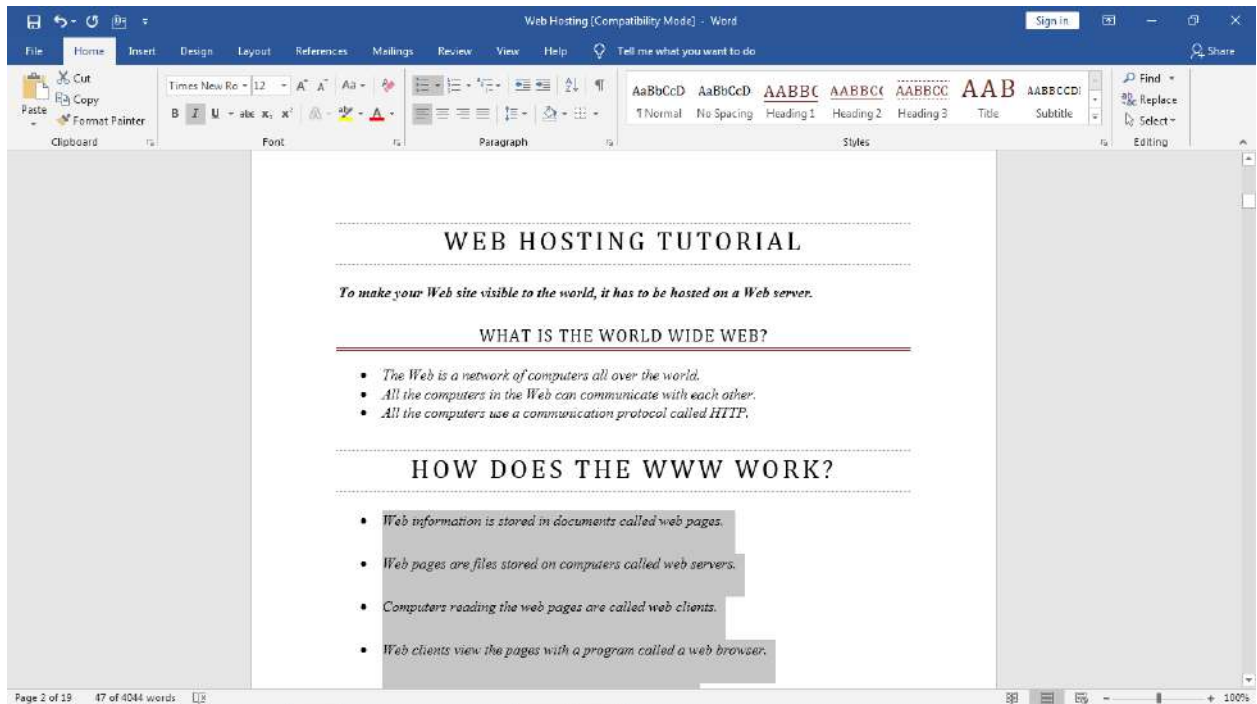 Web Hosting [Compatibility Mode] - Word
Sign in
File Home Insert Design Layout References Mailings Review View Help Tell me what you want to do Share
Paste
Cut
Copy
Format Painter
Clipboard
Times New Ro 12
Font
Paragraph
AaBbCcD AaBbCcD AABBC AABBCC AABBCC AAB AABBCCD
¶ Normal No Spacing Heading 1 Heading 2 Heading 3 Title Subtitle
Styles
Find
Replace
Select
Editing
WEB HOSTING TUTORIAL
To make your Web site visible to the world, it has to be hosted on a Web server.
WHAT IS THE WORLD WIDE WEB?
• The Web is a network of computers all over the world.
• All the computers in the Web can communicate with each other.
• All the computers use a communication protocol called HTTP.
HOW DOES THE WWW WORK?
• Web information is stored in documents called web pages.
• Web pages are files stored on computers called web servers.
• Computers reading the web pages are called web clients.
• Web clients view the pages with a program called a web browser.
Page 2 of 19 47 of 4044 words 100%